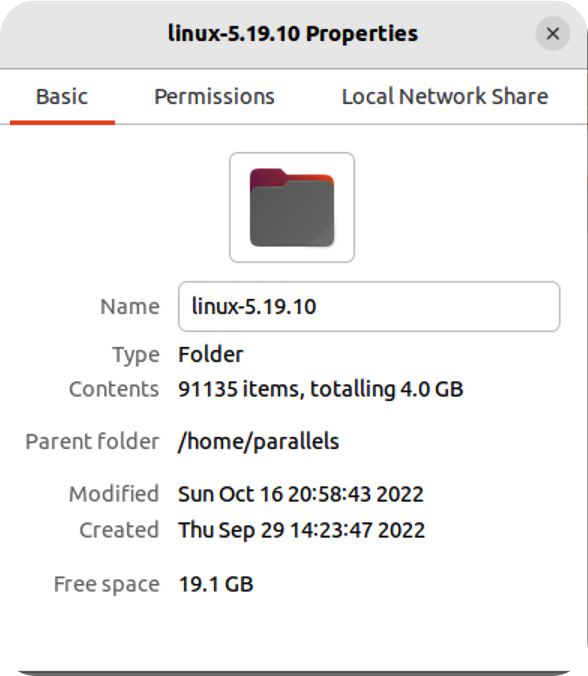 linux-5.19.10 Properties
Basic Permissions Local Network Share
Name linux-5.19.10
Type Folder
Contents 91135 items, totalling 4.0 GB
Parent folder /home/parallels
Modified Sun Oct 16 20:58:43 2022
Created Thu Sep 29 14:23:47 2022
Free space 19.1 GB